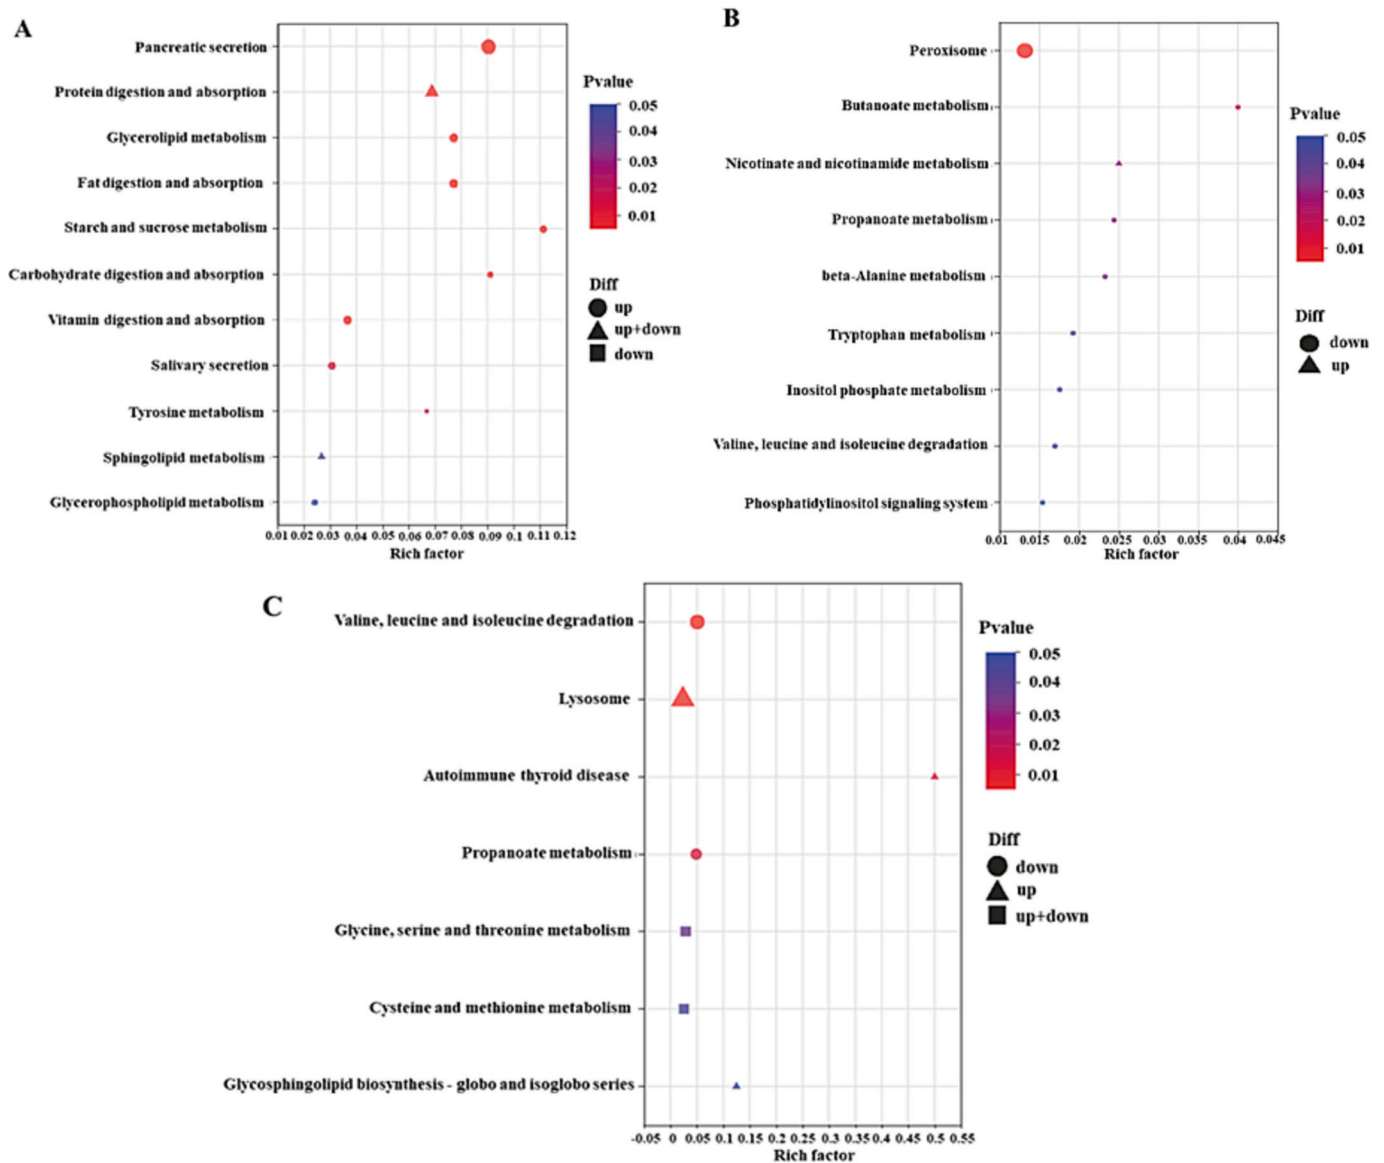 A
Pancreatic secretion
Protein digestion and absorption
Glycerolipid metabolism
Fat digestion and absorption
Starch and sucrose metabolism
Carbohydrate digestion and absorption
Vitamin digestion and absorption
Salivary secretion
Tyrosine metabolism
Sphingolipid metabolism
Glycerophospholipid metabolism
0.01 0.02 0.03 0.04 0.05 0.06 0.07 0.08 0.09 0.1 0.11 0.12
Rich factor
Pvalue
0.05
0.04
0.03
0.02
0.01
Diff
up
up+down
down
B
Peroxisome
Butanoate metabolism
Nicotinate and nicotinamide metabolism
Propanoate metabolism
beta-Alanine metabolism
Tryptophan metabolism
Inositol phosphate metabolism
Valine, leucine and isoleucine degradation
Phosphatidylinositol signaling system
0.01 0.015 0.02 0.025 0.03 0.035 0.04 0.045
Rich factor
Pvalue
0.05
0.04
0.03
0.02
0.01
Diff
down
up
C
Valine, leucine and isoleucine degradation
Lysosome
Autoimmune thyroid disease
Propanoate metabolism
Glycine, serine and threonine metabolism
Cysteine and methionine metabolism
Glycosphingolipid biosynthesis - globo and isoglobo series
-0.05 0 0.05 0.1 0.15 0.2 0.25 0.3 0.35 0.4 0.45 0.5 0.55
Rich factor
Pvalue
0.05
0.04
0.03
0.02
0.01
Diff
down
up
up+down